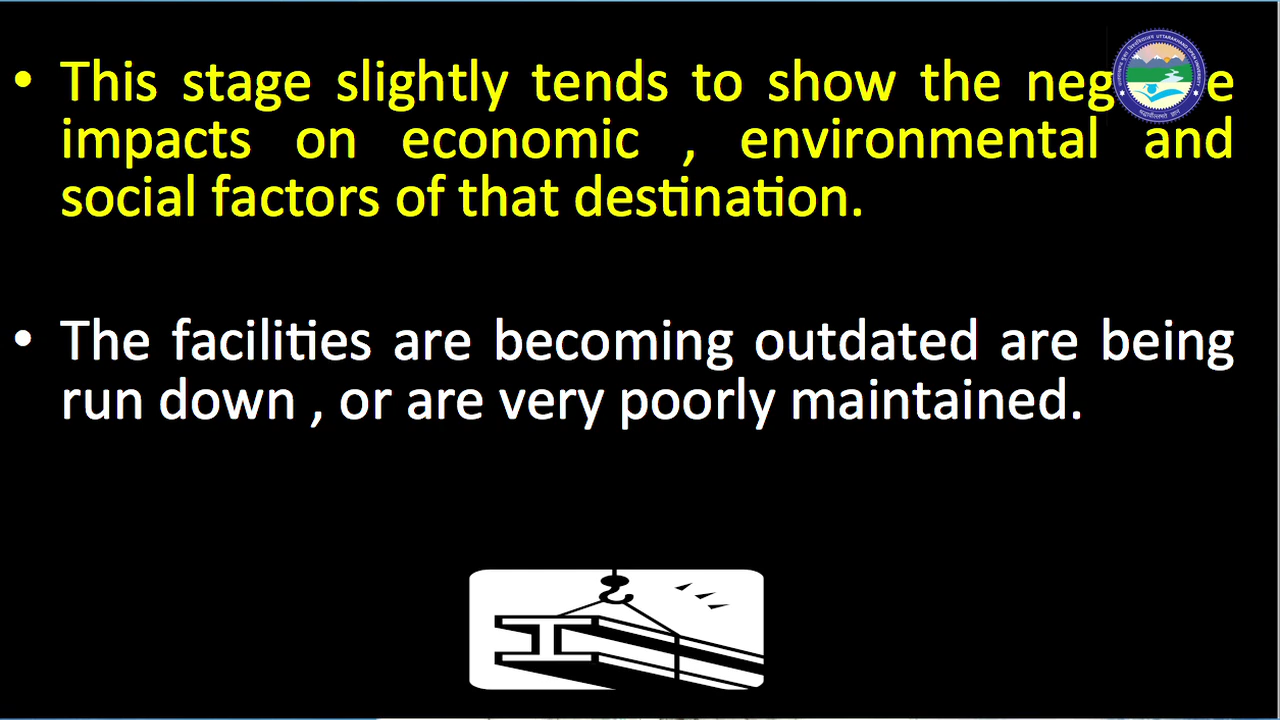 • This stage slightly tends to show the
impacts on economic , environmental and
social factors of that destination.
• The facilities are becoming outdated are being
run down , or are very poorly maintained.